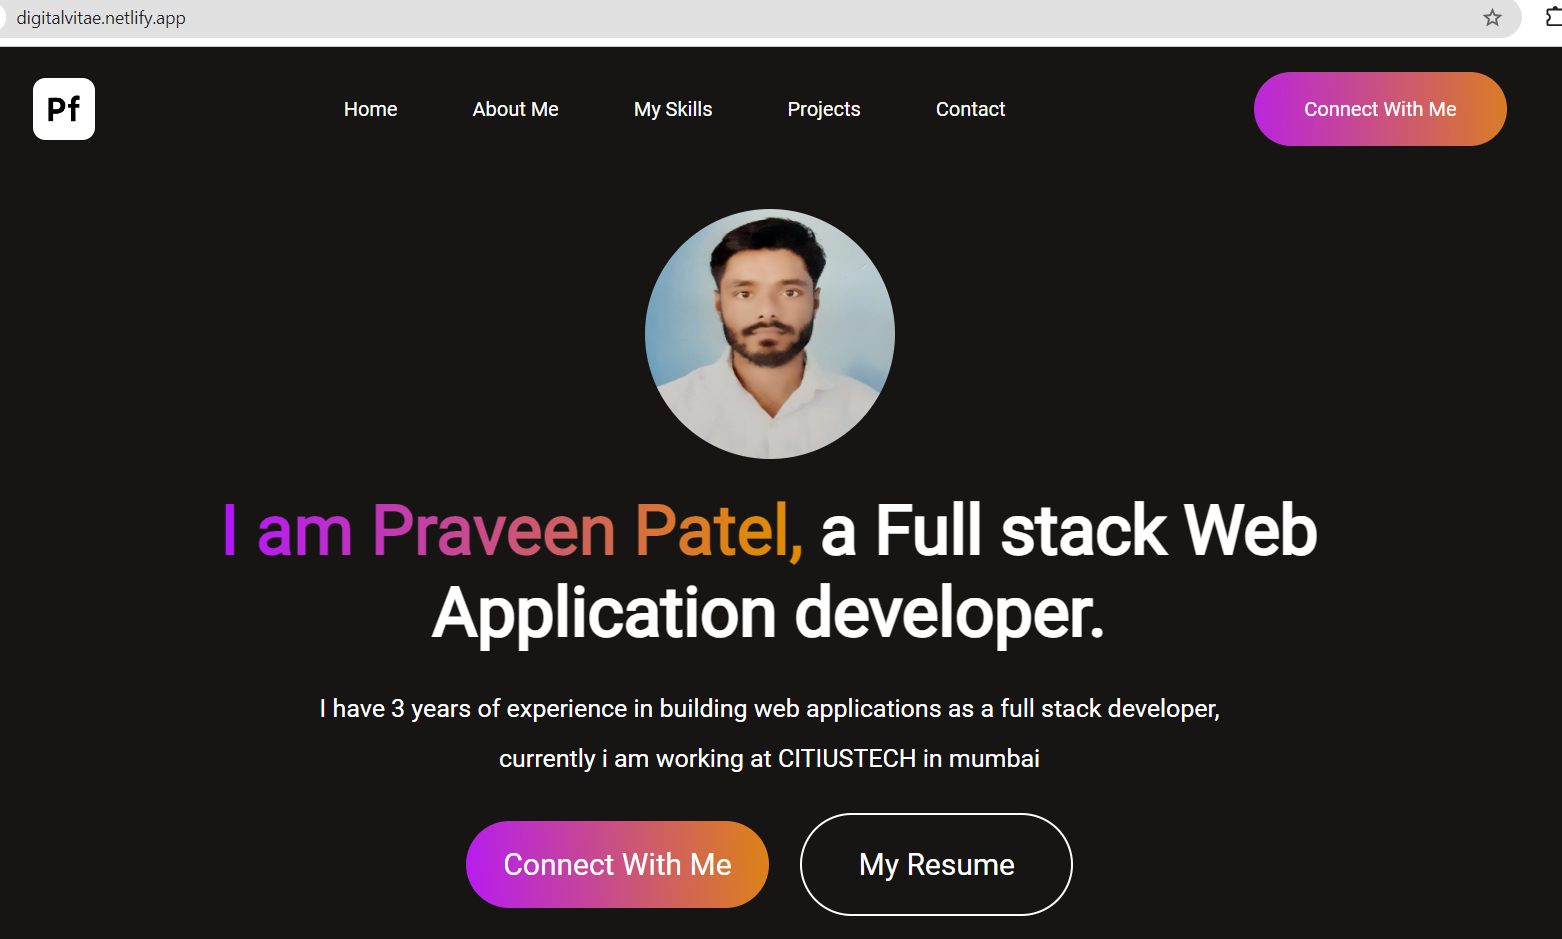 digitalvitae.netlify.app
Pf
Home About Me My Skills Projects Contact Connect With Me
I am Praveen Patel, a Full stack Web
Application developer.
I have 3 years of experience in building web applications as a full stack developer,
currently i am working at CITIUSTECH in mumbai
Connect With Me My Resume